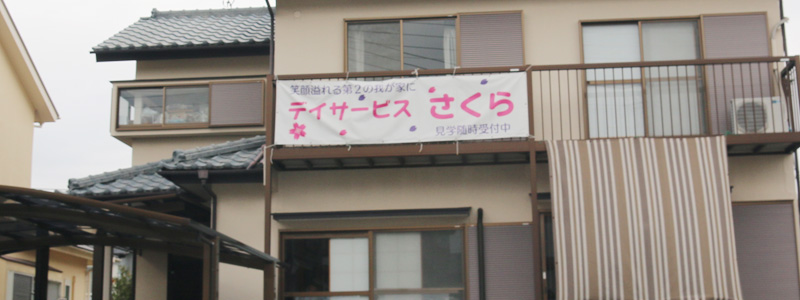 笑顔溢れる第2の我が家に
デイサービス さくら
見学随時受付中